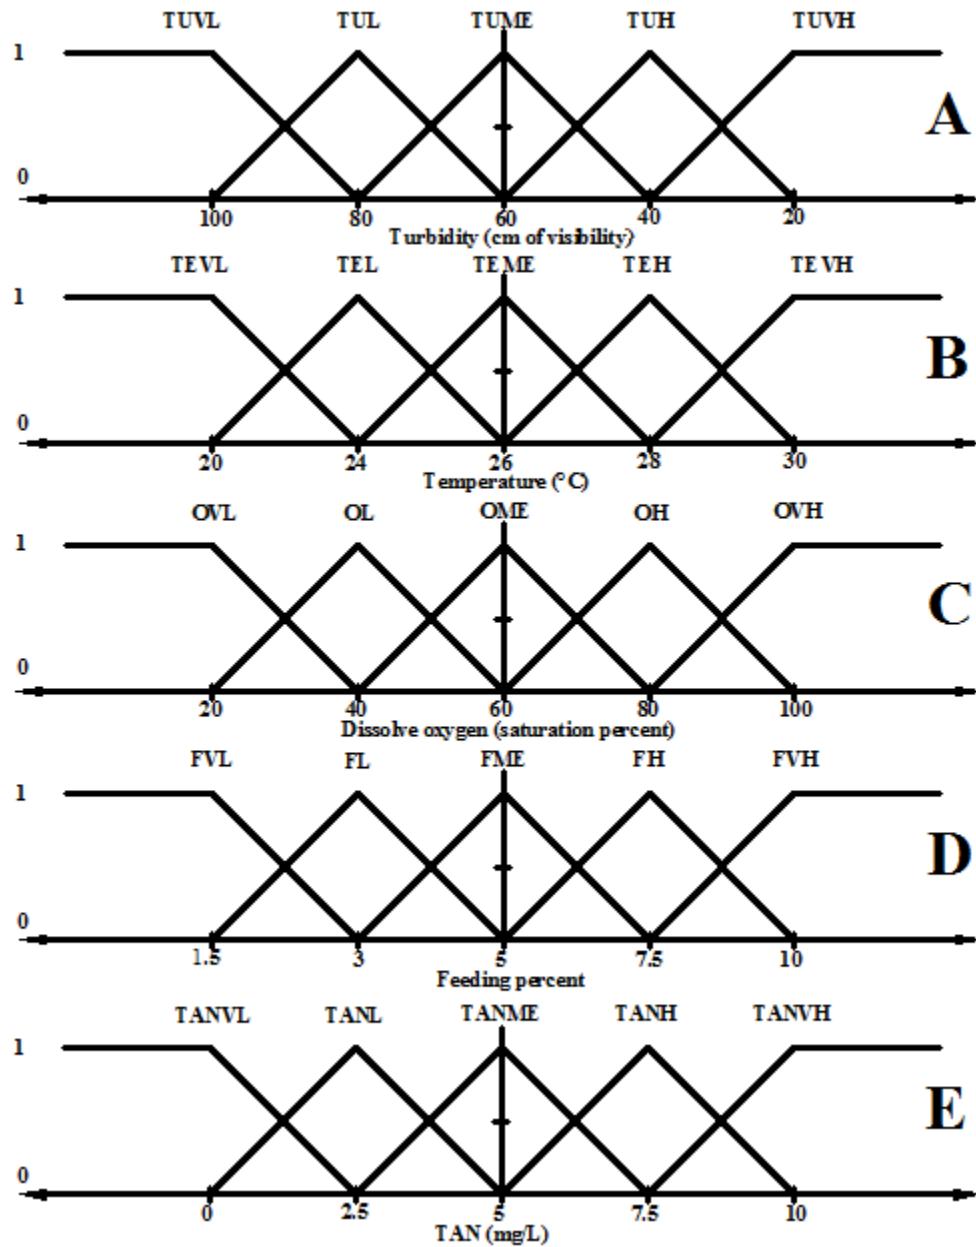 TUVL TUL TUME TUH TUVH
1
A
0
100 80 60 40 20
Turbidity (cm of visibility)
TEVL TEL TEME TEH TEVH
1
B
0
20 24 26 28 30
Temperature (°C)
OVL OL OME OH OVH
1
C
0
20 40 60 80 100
Dissolve oxygen (saturation percent)
FVL FL FME FH FVH
1
D
0
1.5 3 5 7.5 10
Feeding percent
TANVL TANL TANME TANH TANVH
1
E
0
0 2.5 5 7.5 10
TAN (mg/L)